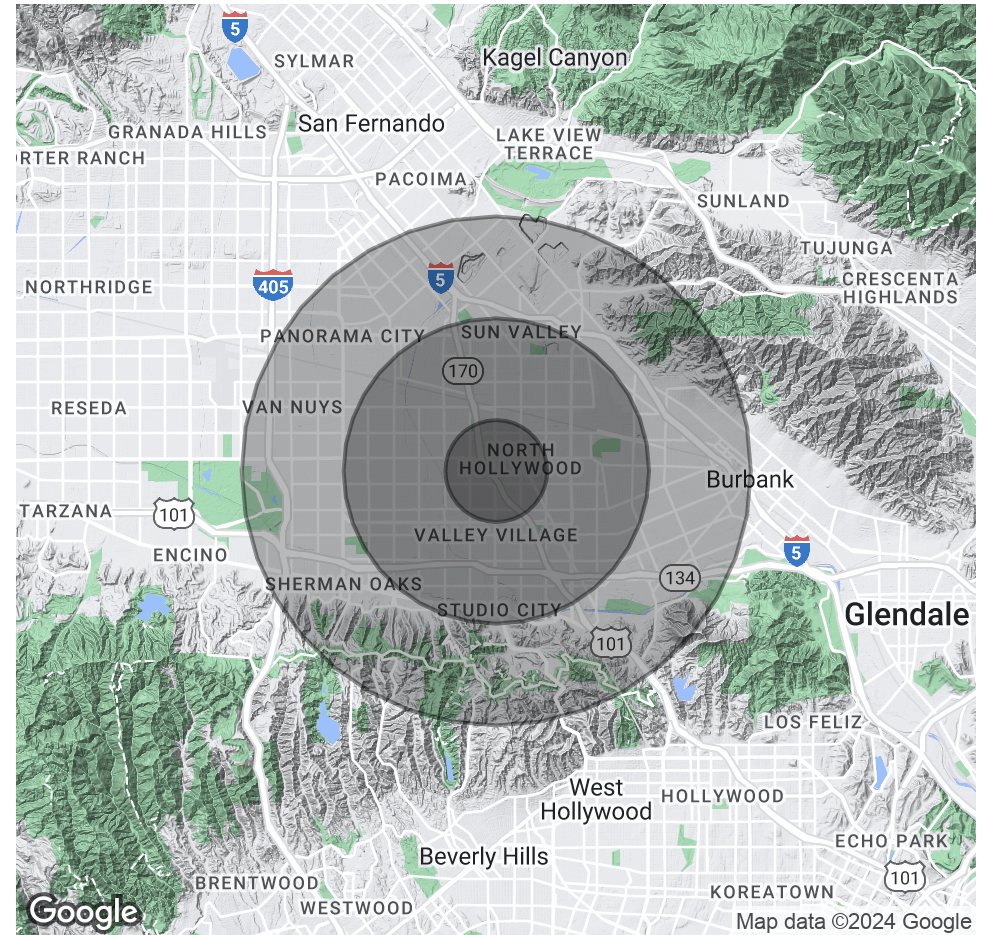 5
SYLMAR
Kagel Canyon
San Fernando
GRANADA HILLS
LAKE VIEW
TERRACE
ORTER RANCH
PACOIMA
SUNLAND
TUJUNGA
5
405
CRESCENTA
HIGHLANDS
NORTHRIDGE
PANORAMA CITY
SUN VALLEY
170
RESEDA
VAN NUYS
NORTH
HOLLYWOOD
Burbank
TARZANA
101
VALLEY VILLAGE
ENCINO
5
SHERMAN OAKS
134
STUDIO CITY
Glendale
101
LOS FELIZ
West
Hollywood
HOLLYWOOD
ECHO PARK
Beverly Hills
101
BRENTWOOD
KOREATOWN
WESTWOOD
Google
Map data ©2024 Google